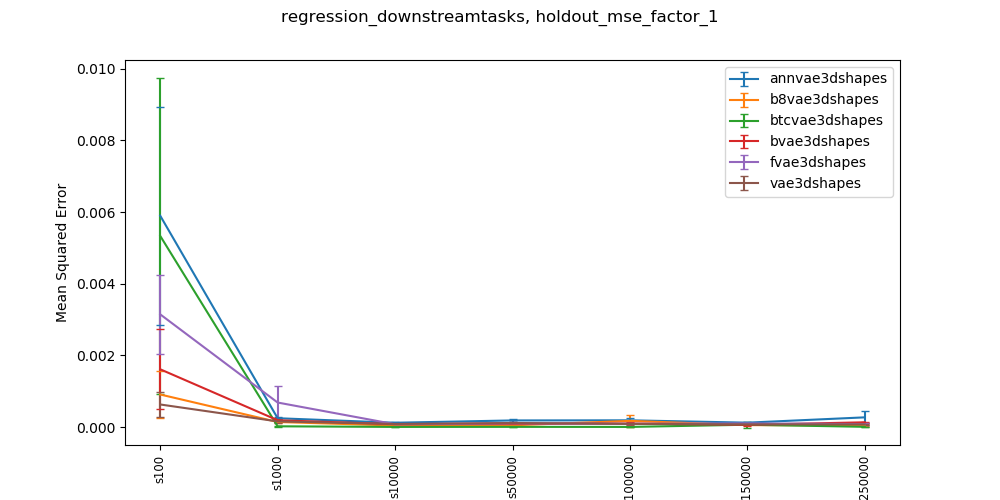 regression_downstreamtasks, holdout_mse_factor_1
0.010
0.008
0.006
0.004
0.002
0.000
Mean Squared Error
annvae3dshapes
b8vae3dshapes
btcvae3dshapes
bvae3dshapes
fvae3dshapes
vae3dshapes
s100
s1000
s10000
s50000
100000
150000
250000